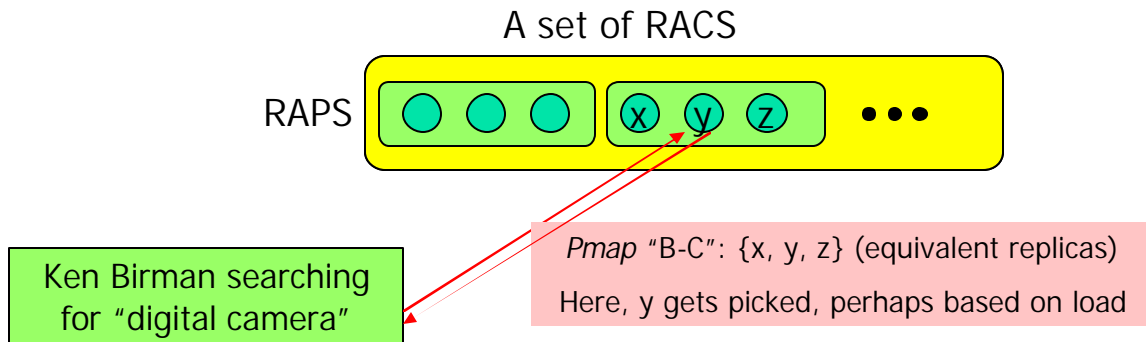 A set of RACS
RAPS
x y z
Pmap “B-C”: {x, y, z} (equivalent replicas)
Here, y gets picked, perhaps based on load
Ken Birman searching
for “digital camera”